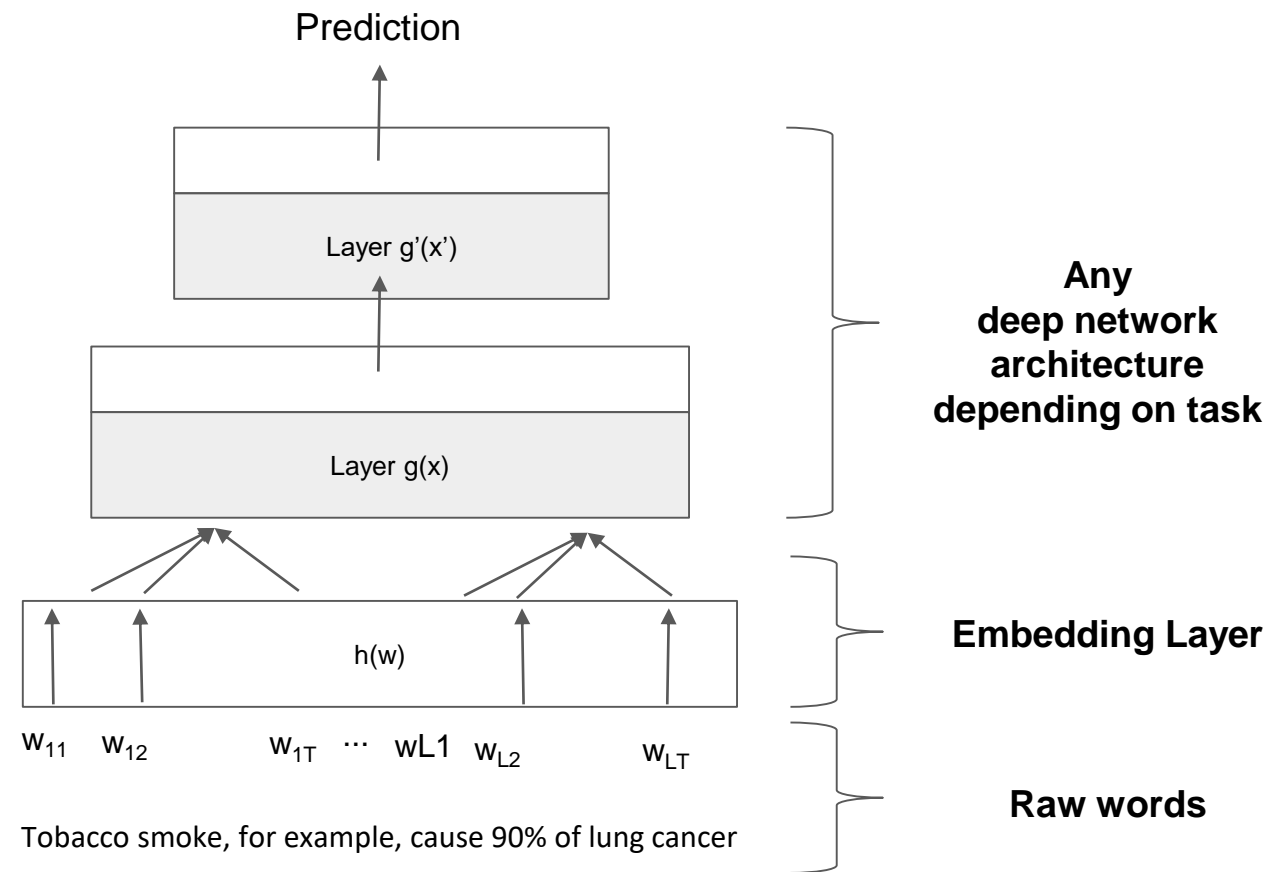 Prediction
Layer g’(x’)
Any
deep network
architecture
depending on task
Layer g(x)
h(w)
Embedding Layer
w₁₁ w₁₂ w₁T ... wL1 wL₂ wLT
Raw words
Tobacco smoke, for example, cause 90% of lung cancer